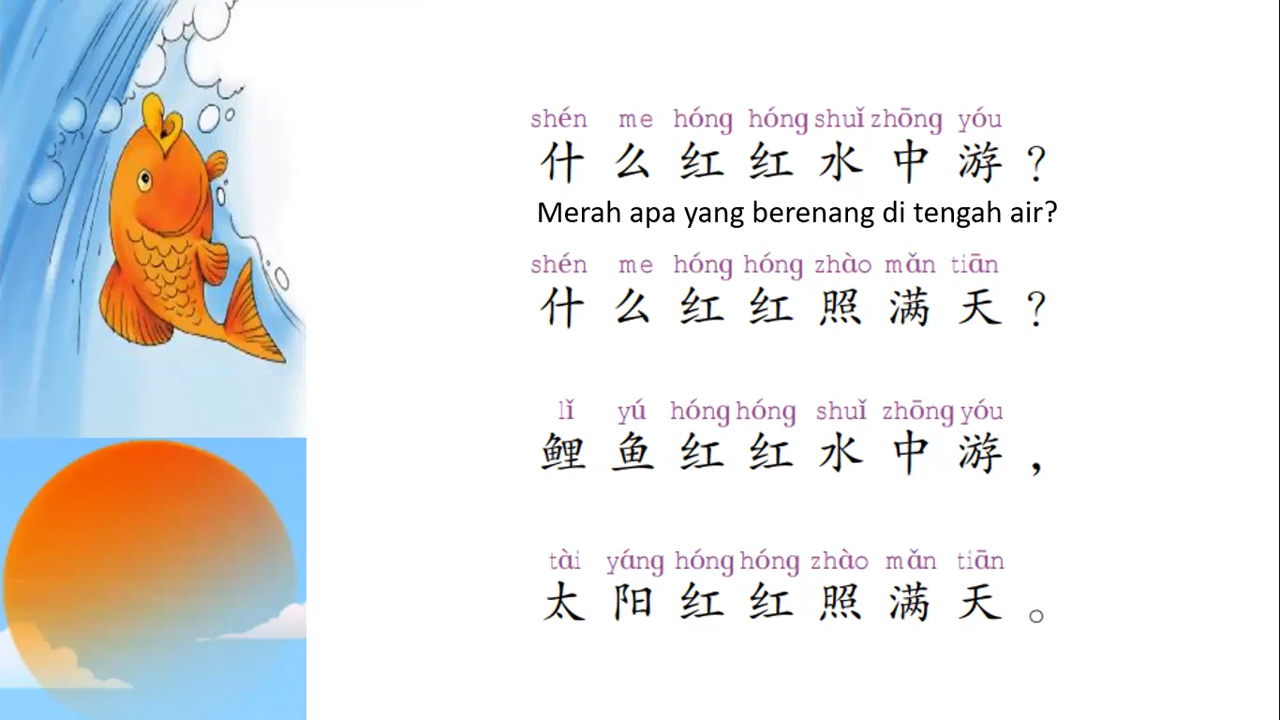 shén me hóng hóng shuǐ zhōng yóu
什么红红水中游？
Merah apa yang berenang di tengah air?
shén me hóng hóng zhào mǎn tiān
什么红红照满天？
lǐ yú hóng hóng shuǐ zhōng yóu
鲤鱼红红水中游，
tài yáng hóng hóng zhào mǎn tiān
太阳红红照满天。